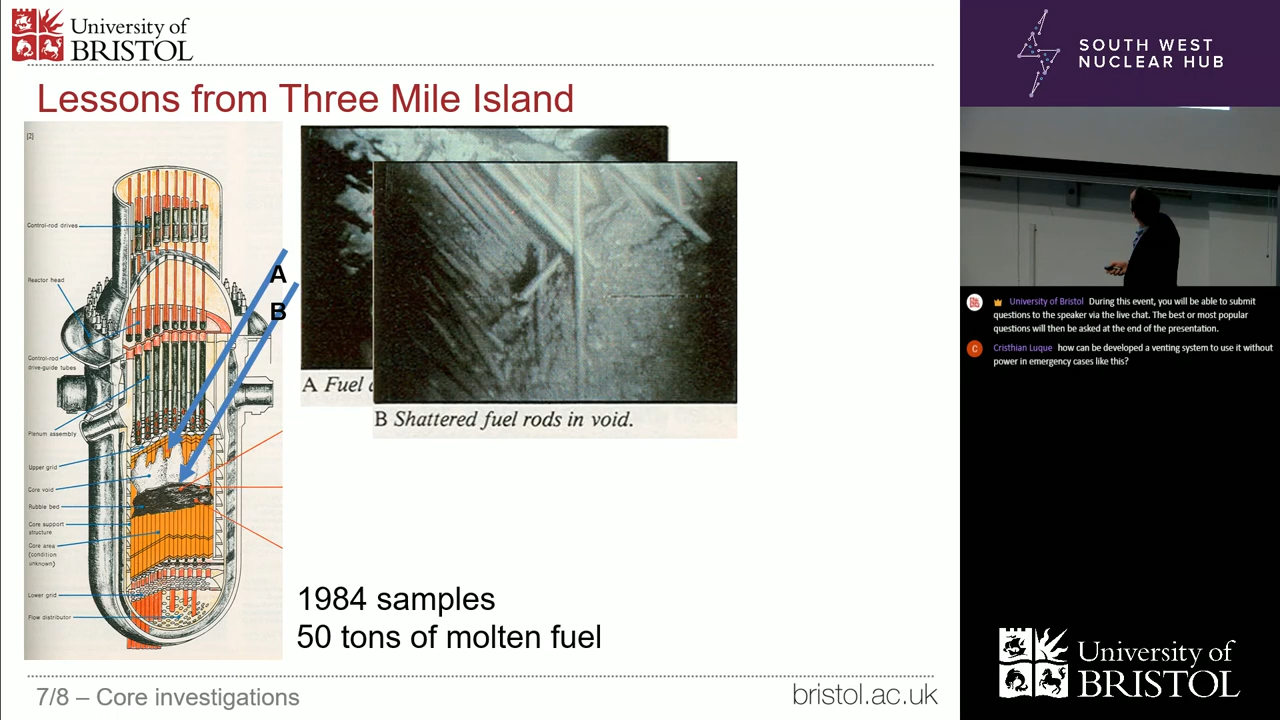 University of
BRISTOL
Lessons from Three Mile Island
[2]
Control-rod drives
Reactor head
Control-rod
drive-guide tubes
Plenum assembly
Upper grid
Core void
Rubble bed
Core support
structure
Core area
(condition
unknown)
Lower grid
Flow distributor
A
B
A Fuel
B Shattered fuel rods in void.
1984 samples
50 tons of molten fuel
7/8 – Core investigations
bristol.ac.uk
SOUTH WEST
NUCLEAR HUB
University of Bristol During this event, you will be able to submit
questions to the speaker via the live chat. The best or most popular
questions will then be asked at the end of the presentation.
C
Cristhian Luque how can be developed a venting system to use it without
power in emergency cases like this?
University of
BRISTOL